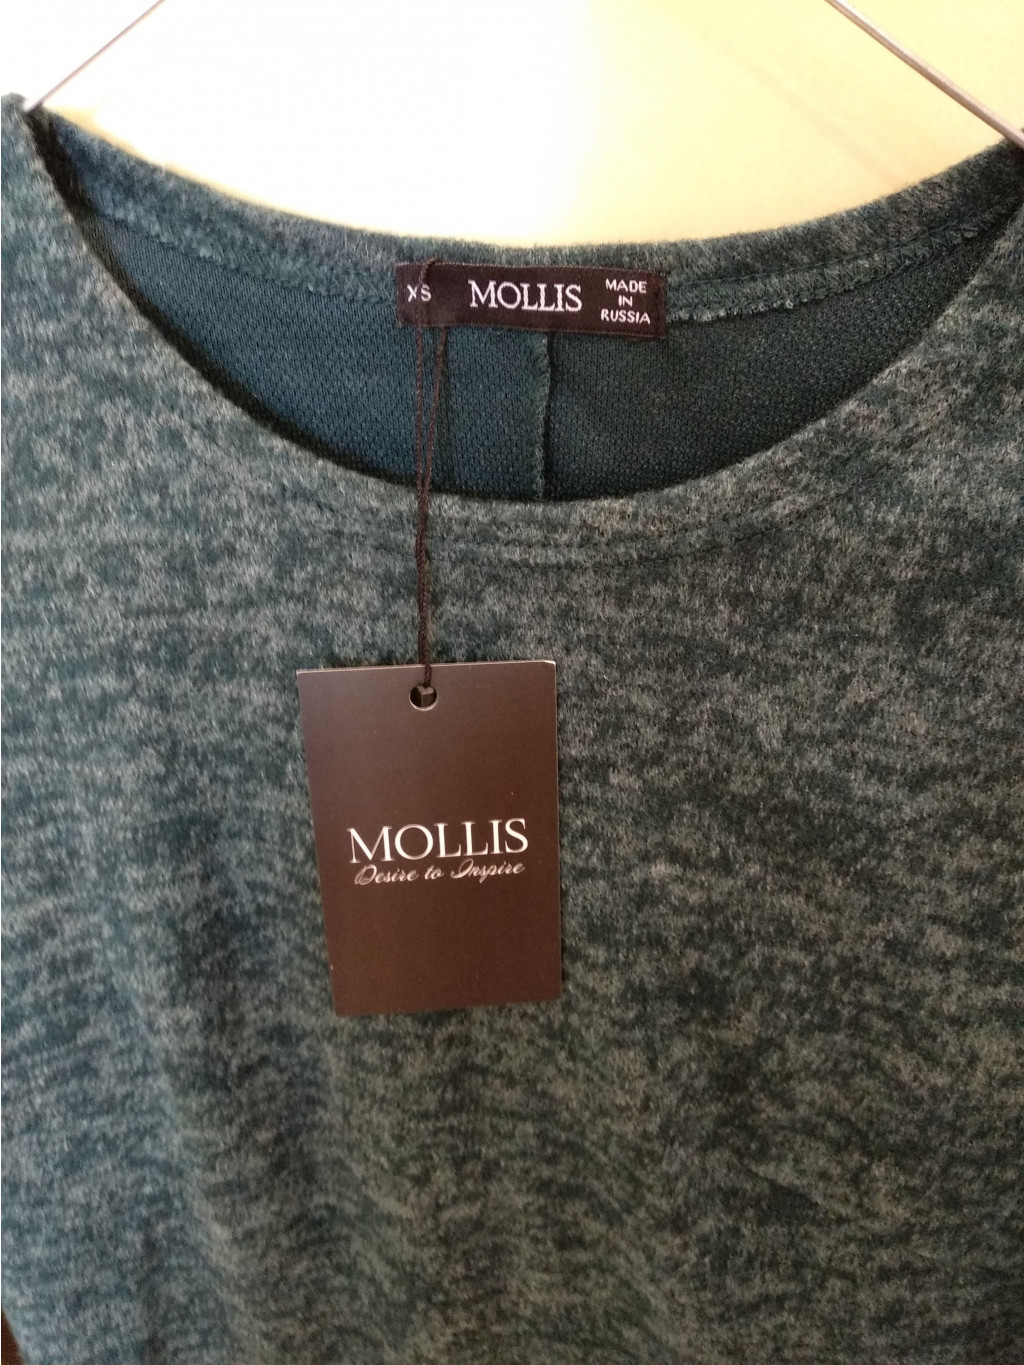 XS
MOLLIS
MADE
IN
RUSSIA
MOLLIS
Desire to Inspire